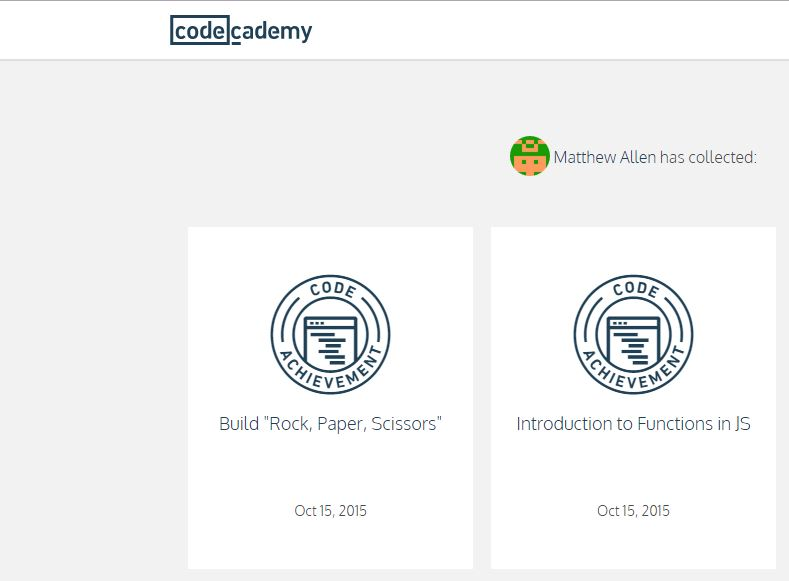 codecademy
Matthew Allen has collected:
CODE
ACHIEVEMENT
Build "Rock, Paper, Scissors"
Oct 15, 2015
CODE
ACHIEVEMENT
Introduction to Functions in JS
Oct 15, 2015